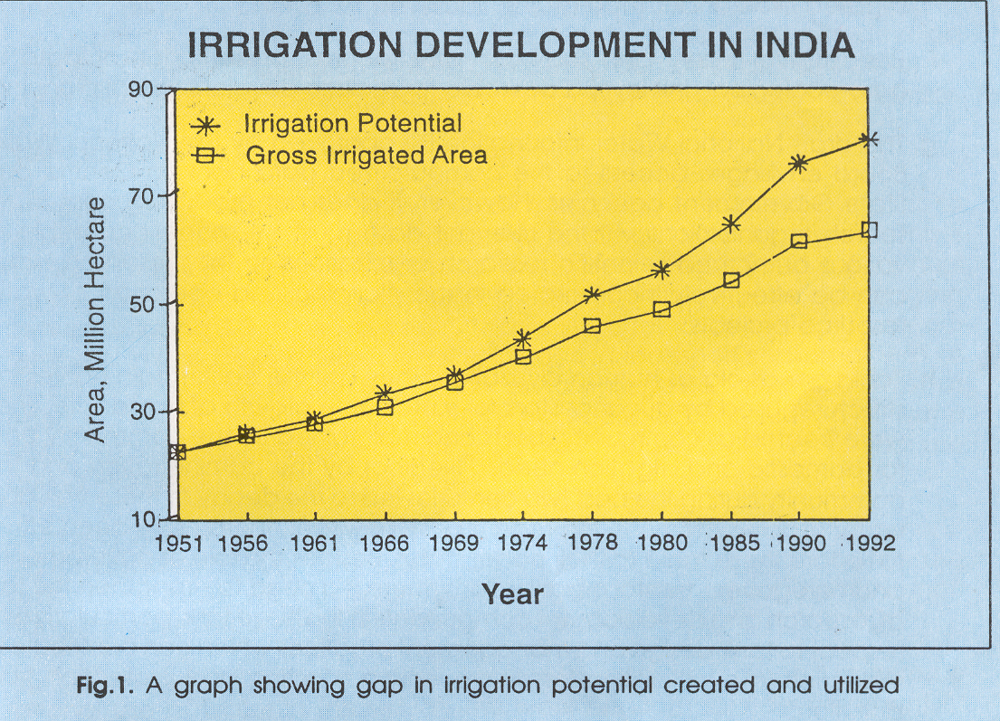 IRRIGATION DEVELOPMENT IN INDIA
90
Irrigation Potential
Gross Irrigated Area
70
50
30
10
Area, Million Hectare
1951 1956 1961 1966 1969 1974 1978 1980 1985 1990 1992
Year
Fig.1. A graph showing gap in irrigation potential created and utilized